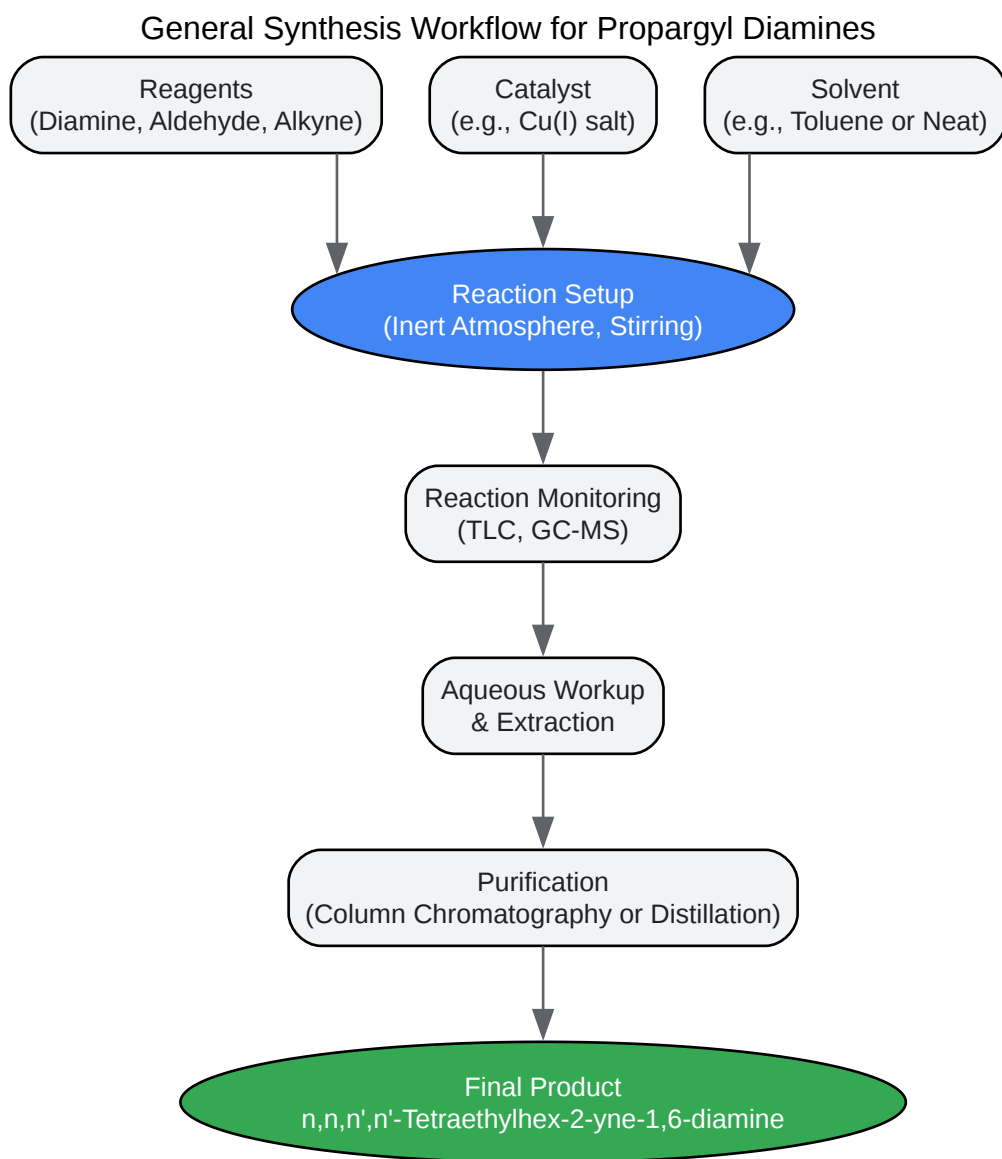 General Synthesis Workflow for Propargyl Diamines
Reagents
(Diamine, Aldehyde, Alkyne)
Catalyst
(e.g., Cu(I) salt)
Solvent
(e.g., Toluene or Neat)
Reaction Setup
(Inert Atmosphere, Stirring)
Reaction Monitoring
(TLC, GC-MS)
Aqueous Workup
& Extraction
Purification
(Column Chromatography or Distillation)
Final Product
n,n,n',n'-Tetraethylhex-2-yne-1,6-diamine